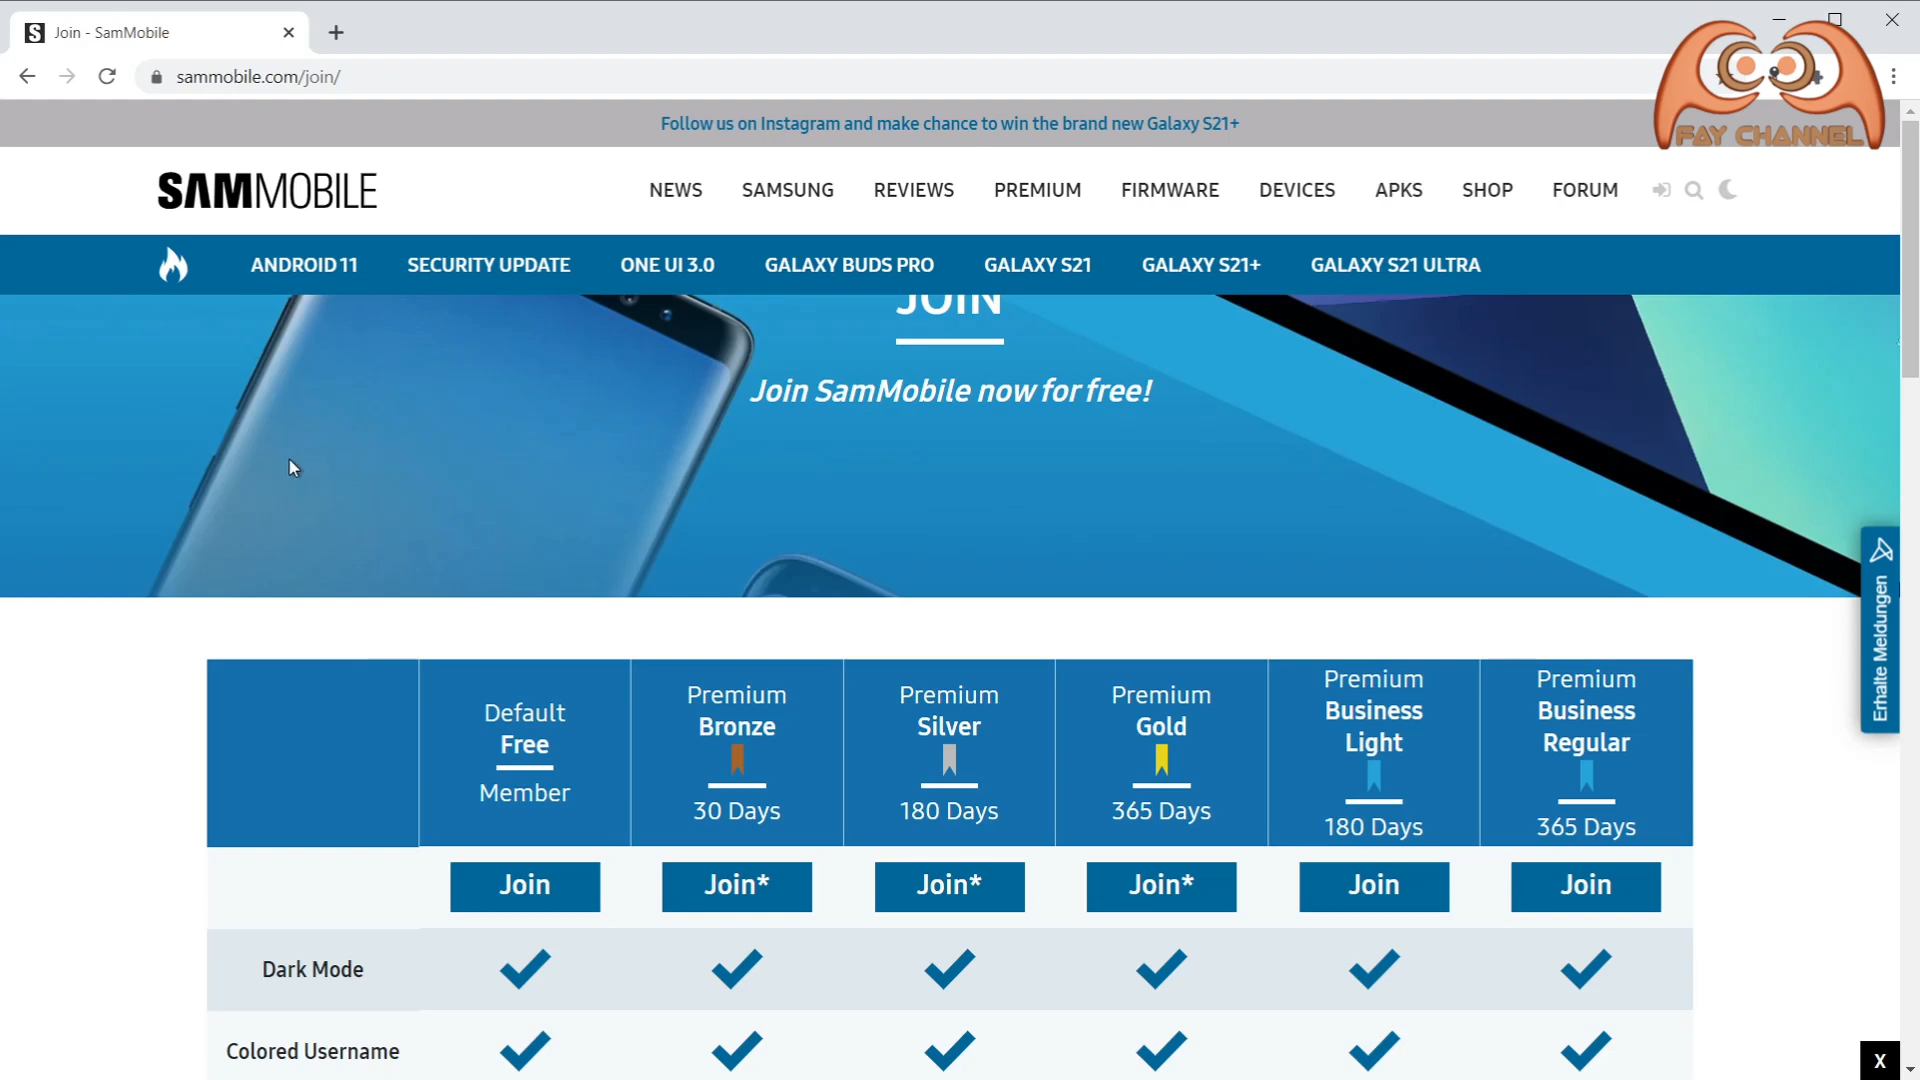 Join - SamMobile
sammobile.com/join/
Follow us on Instagram and make chance to win the brand new Galaxy S21+
FAY CHANNEL
SAMMOBILE
NEWS SAMSUNG REVIEWS PREMIUM FIRMWARE DEVICES APKS SHOP FORUM
ANDROID 11 SECURITY UPDATE ONE UI 3.0 GALAXY BUDS PRO GALAXY S21 GALAXY S21+ GALAXY S21 ULTRA
JOIN
Join SamMobile now for free!
Erhalte Meldungen
Default
Free
Member
Premium
Bronze
30 Days
Premium
Silver
180 Days
Premium
Gold
365 Days
Premium
Business
Light
180 Days
Premium
Business
Regular
365 Days
Join Join* Join* Join* Join Join
Dark Mode
Colored Username
X